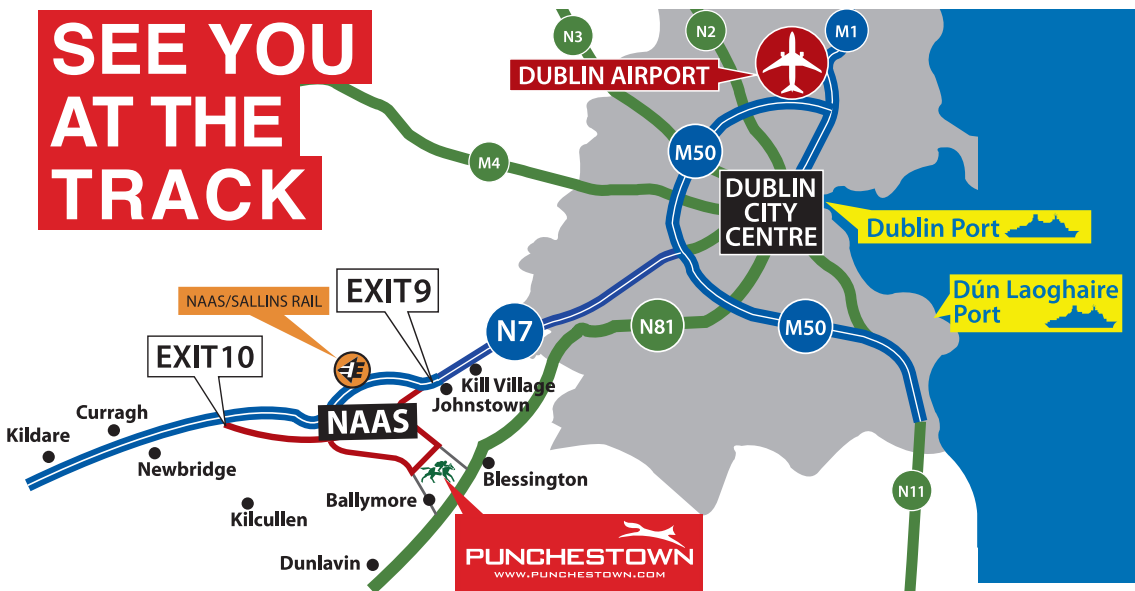 SEE YOU
AT THE
TRACK
N3
N2
M1
DUBLIN AIRPORT
M50
M4
DUBLIN
CITY
CENTRE
Dublin Port
Dún Laoghaire
Port
NAAS/SALLINS RAIL
EXIT9
N7
N81
M50
EXIT10
Kill Village
Johnstown
Curragh
NAAS
Kildare
Newbridge
Blessington
Ballymore
Kilcullen
N11
Dunlavin
PUNCHESTOWN
WWW.PUNCHESTOWN.COM